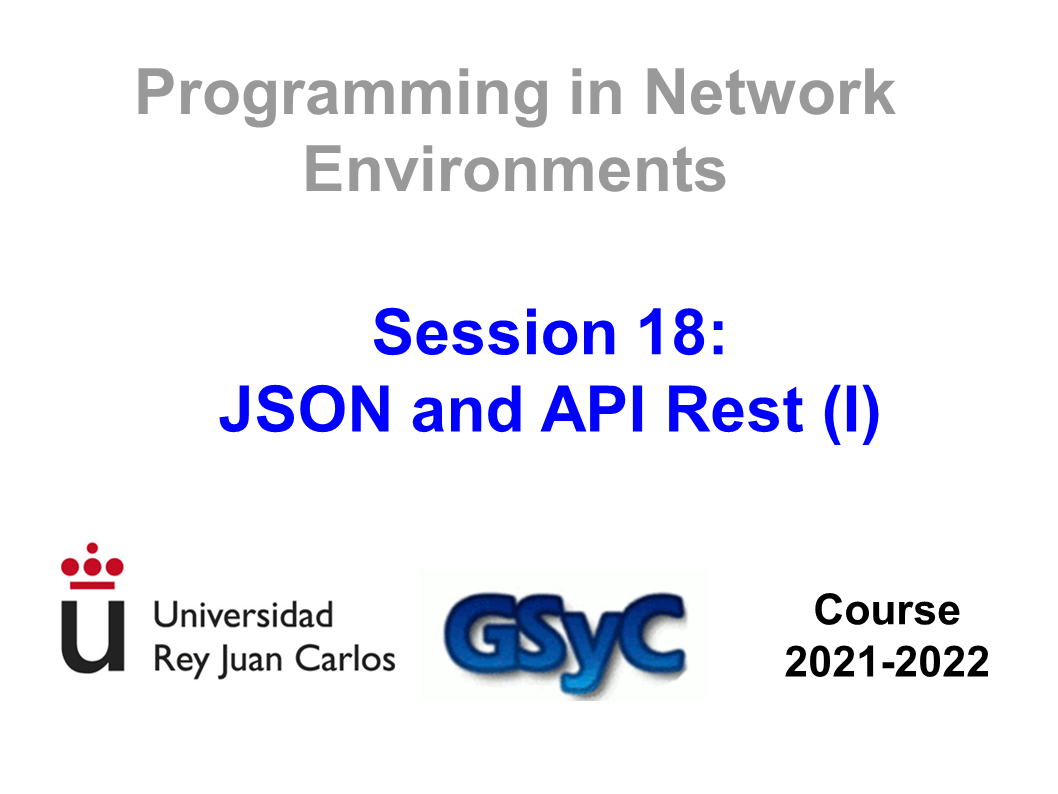 Programming in Network
Environments
Session 18:
JSON and API Rest (I)
Universidad
Rey Juan Carlos
GSyC
Course
2021-2022